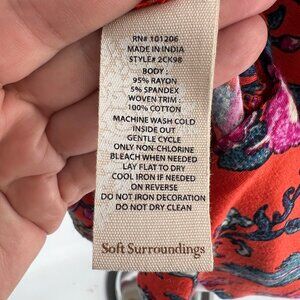 RN# 101206
MADE IN INDIA
STYLE# 2CK98
BODY:
95% RAYON
5% SPANDEX
WOVEN TRIM:
100% COTTON
MACHINE WASH COLD
INSIDE OUT
GENTLE CYCLE
ONLY NON-CHLORINE
BLEACH WHEN NEEDED
LAY FLAT TO DRY
COOL IRON IF NEEDED
ON REVERSE
DO NOT IRON DECORATION
DO NOT DRY CLEAN
Soft Surroundings